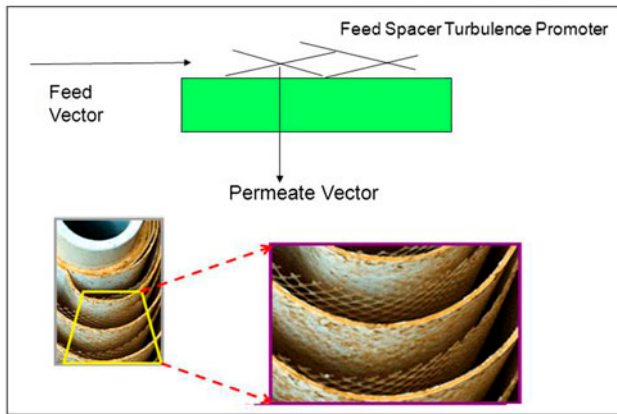 Feed Spacer Turbulence Promoter
Feed
Vector
Permeate Vector